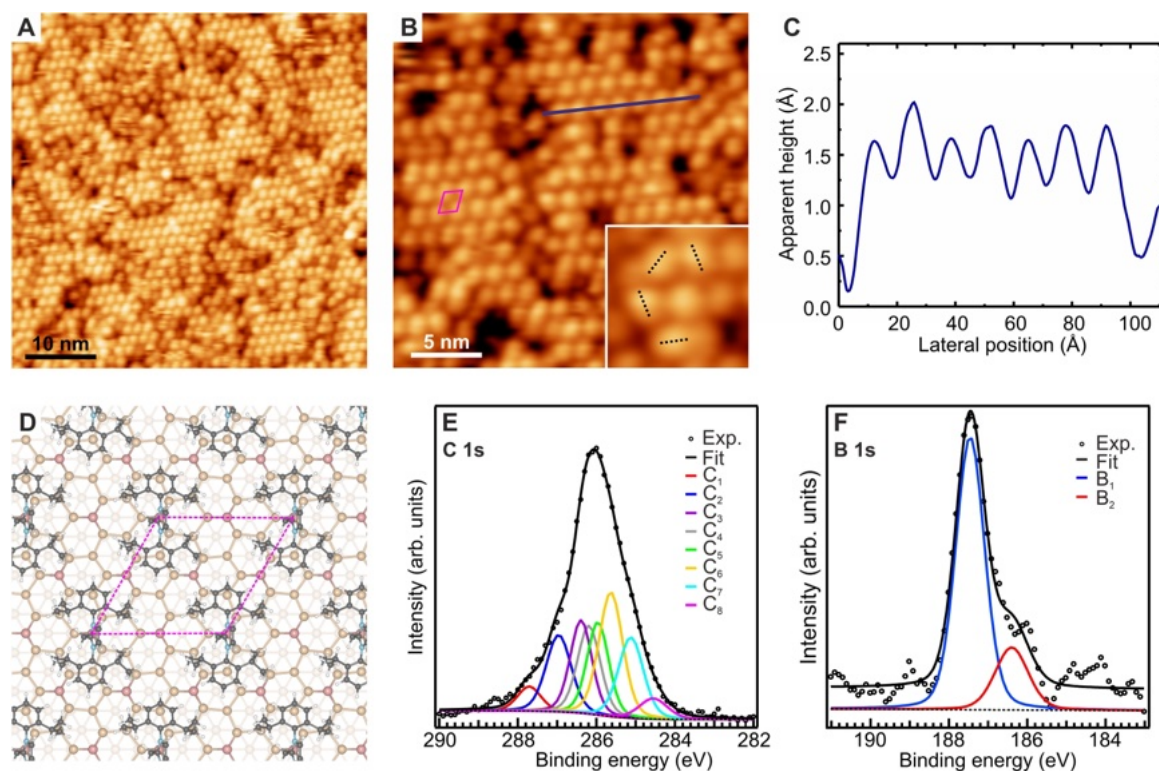 A
10 nm
B
5 nm
C
Apparent height (Å)
2.5
2.0
1.5
1.0
0.5
0.0
0 20 40 60 80 100
Lateral position (Å)
D
E
C 1s
Exp.
Fit
C₁
C₂
C₃
C₄
C₅
C₆
C₇
C₈
Intensity (arb. units)
290 288 286 284 282
Binding energy (eV)
F
B 1s
Exp.
Fit
B₁
B₂
Intensity (arb. units)
190 188 186 184
Binding energy (eV)